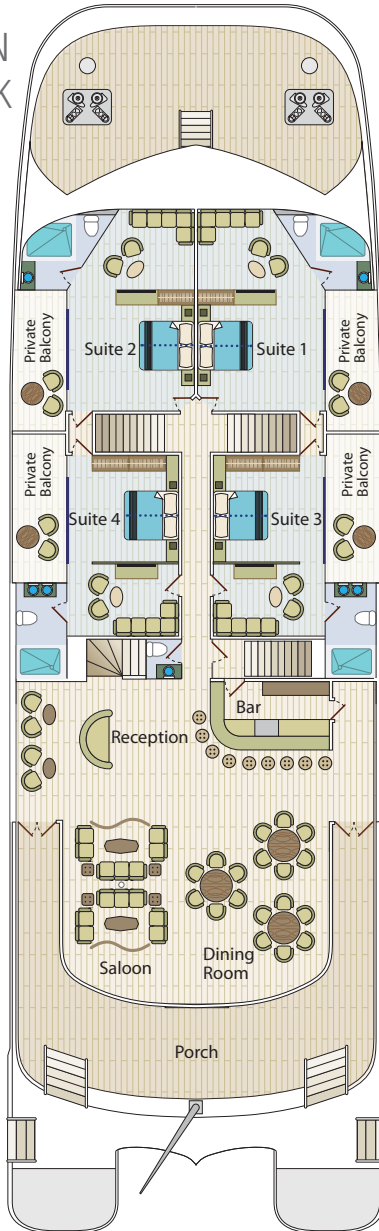 N
K
Private
Balcony
Suite 2
Suite 1
Private
Balcony
Private
Balcony
Suite 4
Suite 3
Private
Balcony
Bar
Reception
Saloon
Dining
Room
Porch